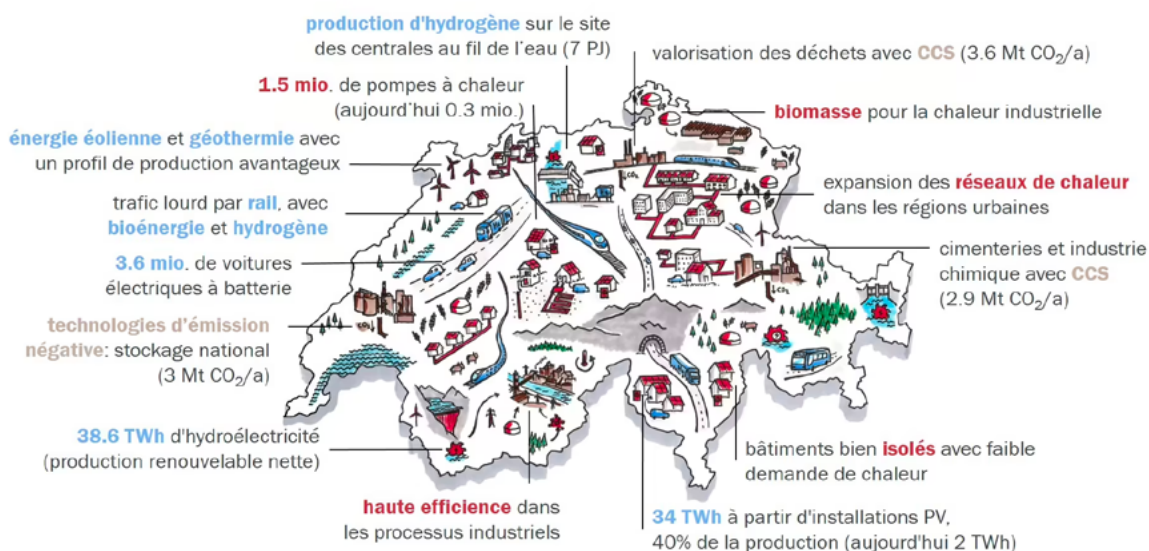 production d'hydrogène sur le site
des centrales au fil de l'eau (7 PJ)
valorisation des déchets avec CCS (3.6 Mt CO₂/a)
1.5 mio. de pompes à chaleur
(aujourd'hui 0.3 mio.)
biomasse pour la chaleur industrielle
énergie éolienne et géothermie avec
un profil de production avantageux
expansion des réseaux de chaleur
dans les régions urbaines
trafic lourd par rail, avec
bioénergie et hydrogène
cimenteries et industrie
chimique avec CCS
(2.9 Mt CO₂/a)
3.6 mio. de voitures
électriques à batterie
technologies d'émission
négative: stockage national
(3 Mt CO₂/a)
38.6 TWh d'hydroélectricité
(production renouvelable nette)
bâtiments bien isolés avec faible
demande de chaleur
haute efficience dans
les processus industriels
34 TWh à partir d'installations PV,
40% de la production (aujourd'hui 2 TWh)
CO₂
CO₂